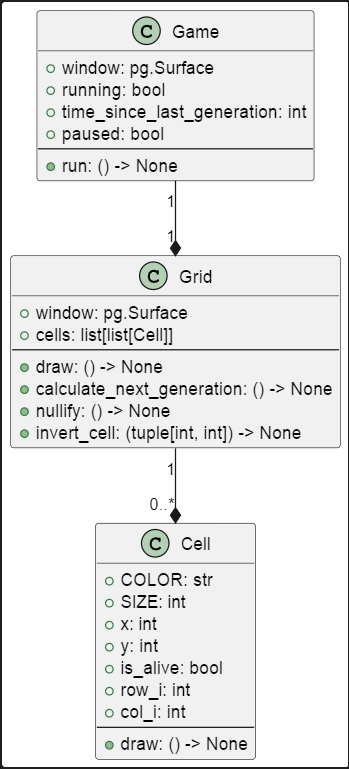 C Game
window: pg.Surface
running: bool
time_since_last_generation: int
paused: bool
run: () -> None
1
1
C Grid
window: pg.Surface
cells: list[list[Cell]]
draw: () -> None
calculate_next_generation: () -> None
nullify: () -> None
invert_cell: (tuple[int, int]) -> None
1
0..*
C Cell
COLOR: str
SIZE: int
x: int
y: int
is_alive: bool
row_i: int
col_i: int
draw: () -> None